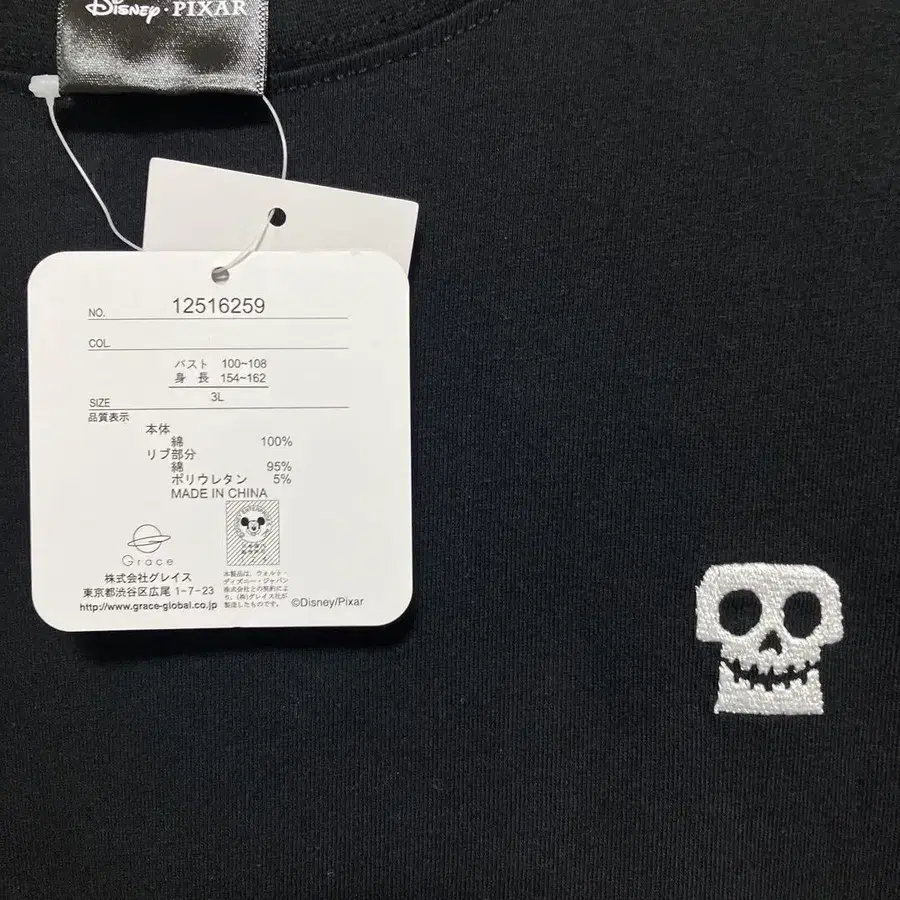 Disney · PIXAR
NO. 12516259
COL.
バスト 100~108
身 長 154~162
SIZE 3L
品質表示
本体
綿 100%
リブ部分
綿 95%
ポリウレタン 5%
MADE IN CHINA
Grace
株式会社グレイス
東京都渋谷区広尾 1-7-23
http://www.grace-global.co.jp
本製品は、ウォルト・
ディズニー・ジャパン
株式会社との契約によ
り、(株)グレイス社が
製造したものです。
©Disney/Pixar